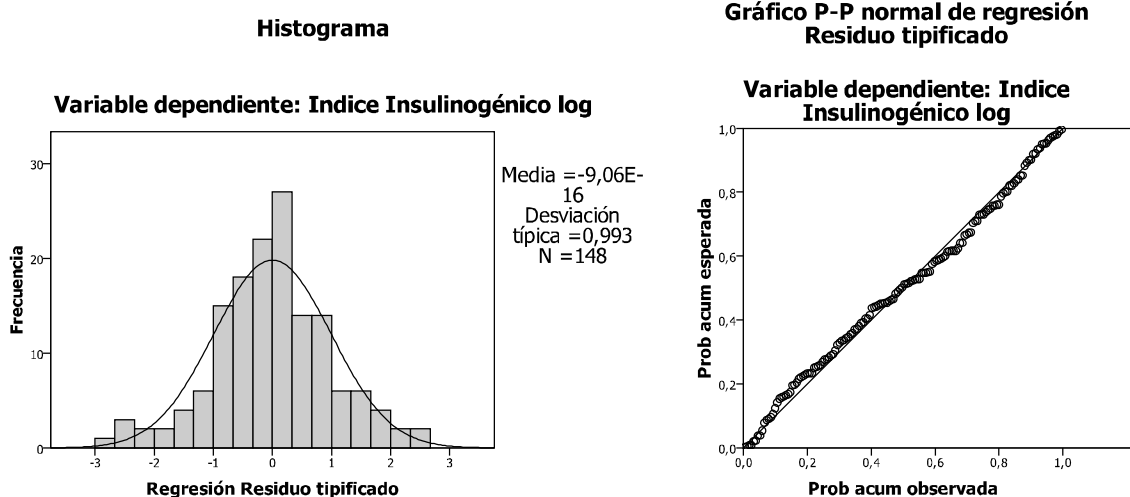 Histograma
Variable dependiente: Indice Insulinogénico log
30
20
10
0
Frecuencia
-3 -2 -1 0 1 2 3
Regresión Residuo tipificado
Media =-9,06E-
16
Desviación
típica =0,993
N =148
Gráfico P-P normal de regresión
Residuo tipificado
Variable dependiente: Indice
Insulinogénico log
1,0
0,8
0,6
0,4
0,2
0,0
Prob acum esperada
0,0 0,2 0,4 0,6 0,8 1,0
Prob acum observada